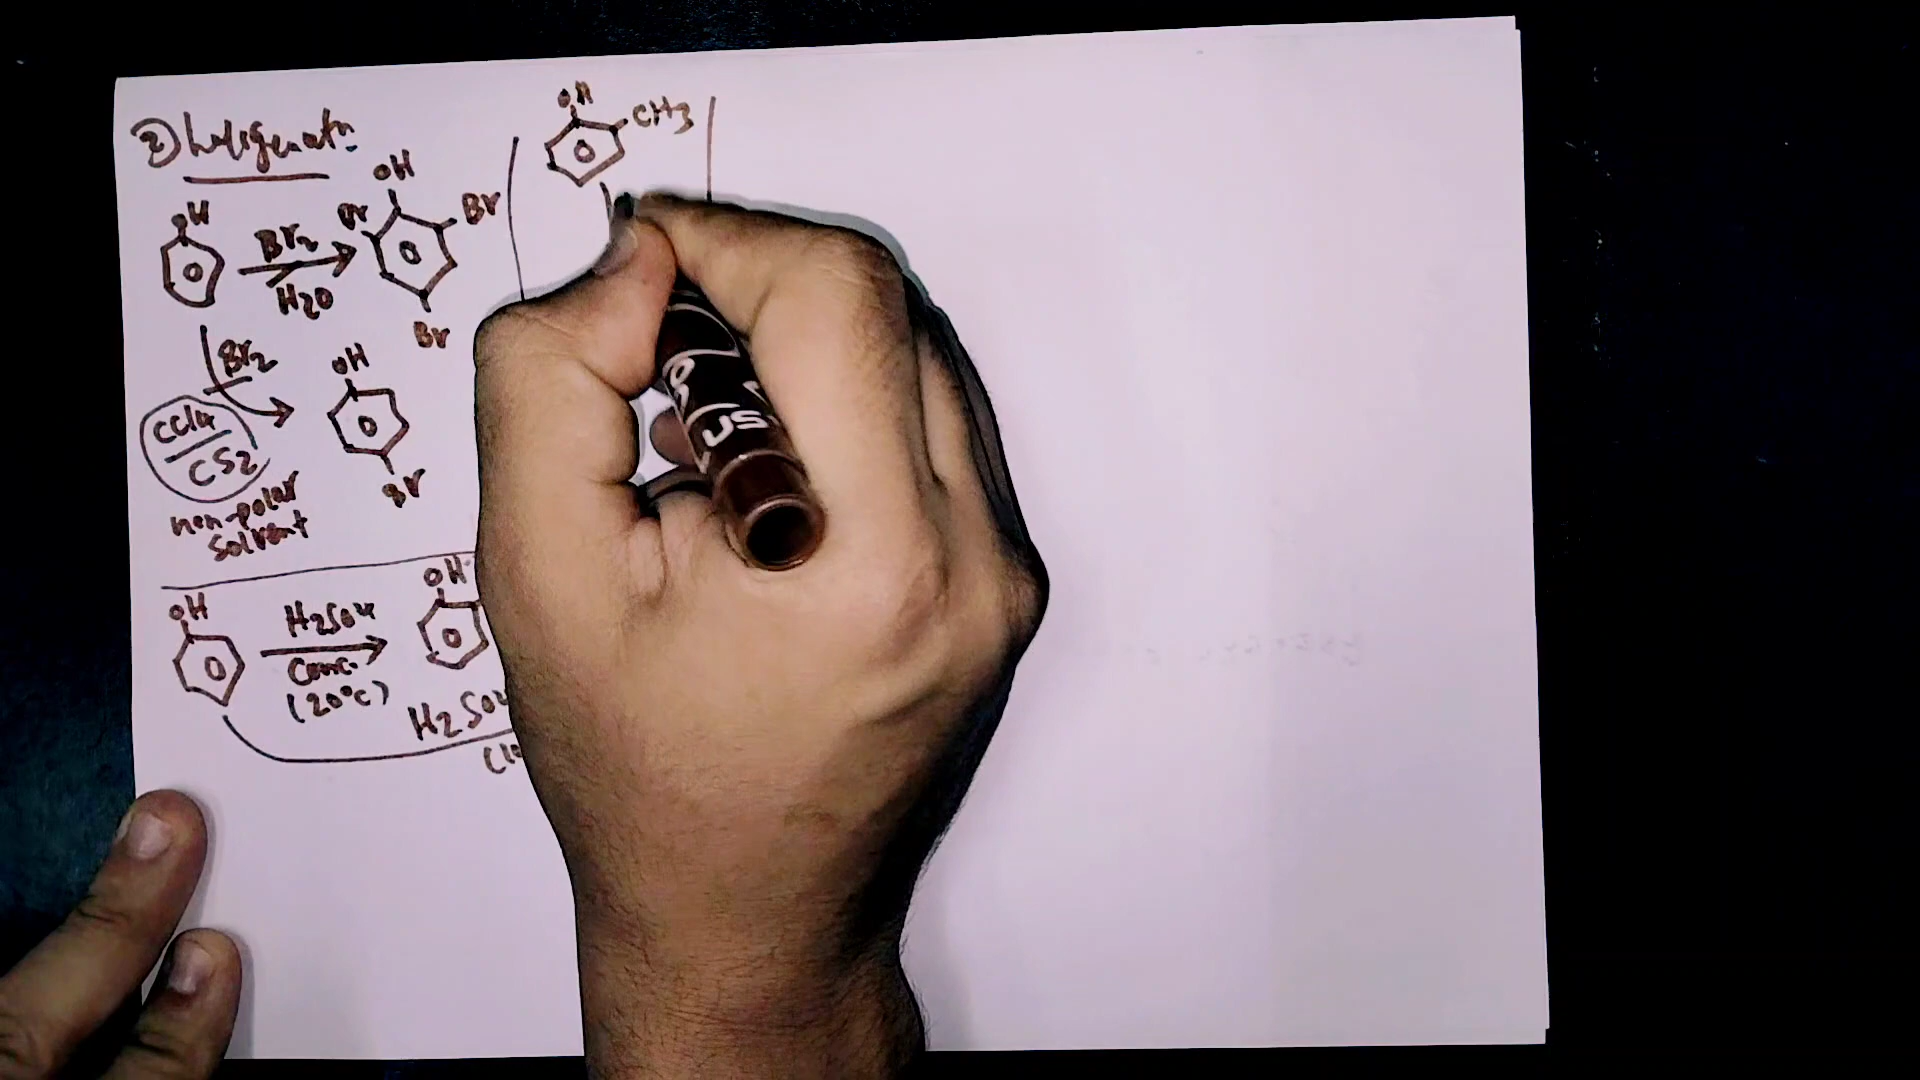 2) Halogenatn:
OH
Br2
H2O
OH
Br
Br
Br
Br2
CCl4
CS2
non-polar
solvent
OH
Br
OH
CH3
OH
H2SO4
Conc.
(20°C)
OH
H2SO4